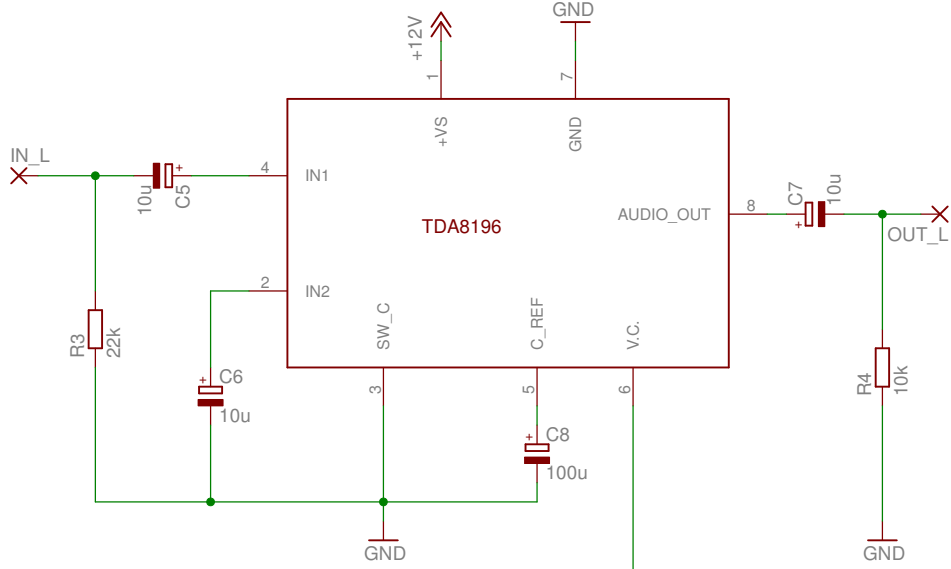 GND
+12V
1
7
+VS
GND
IN_L
10u
C5
4
IN1
TDA8196
AUDIO_OUT
8
C7
10u
OUT_L
2
IN2
R3
22k
SW_C
C_REF
V.C.
C6
10u
3
5
6
R4
10k
C8
100u
GND
GND